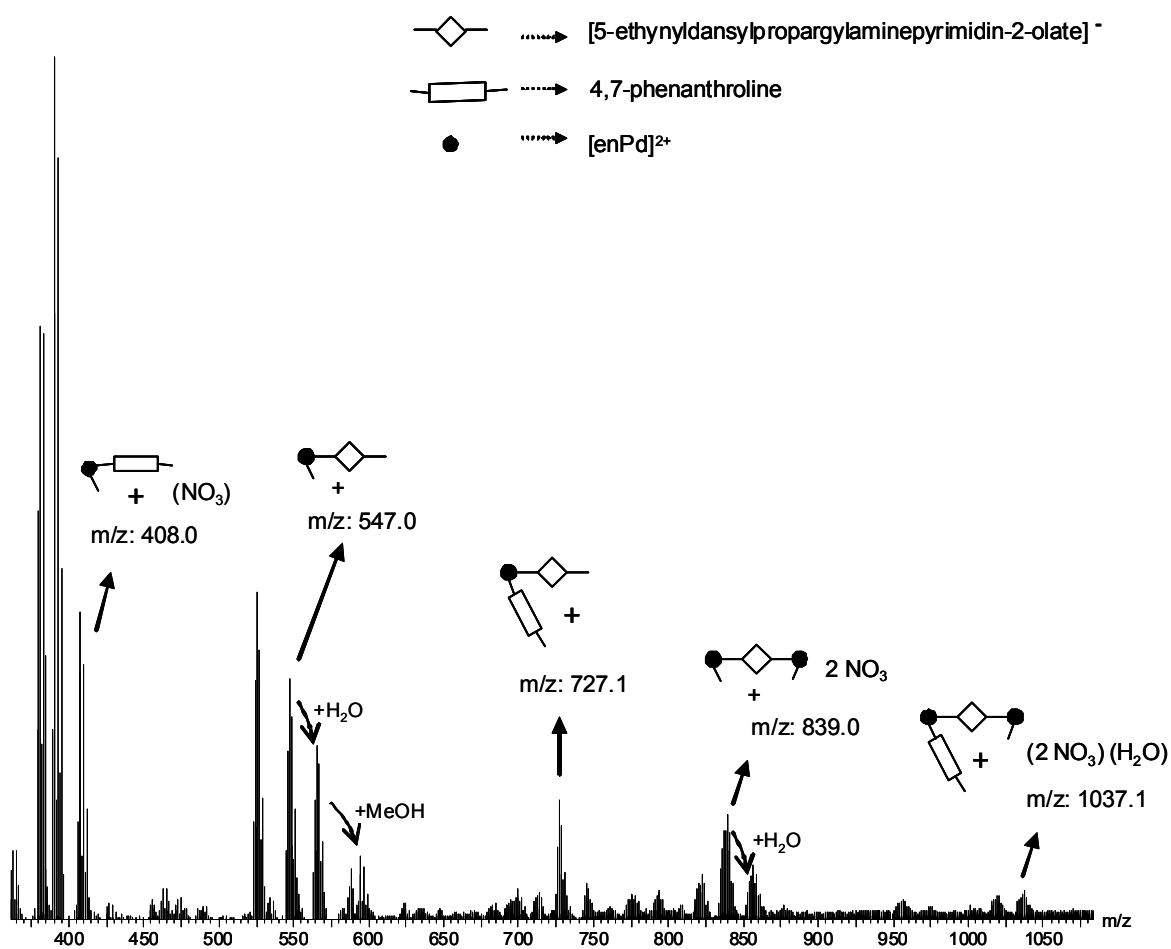 [5-ethynyldansylpropargylaminepyrimidin-2-olate] -
4,7-phenanthroline
[enPd]2+
+ (NO3)
m/z: 408.0
+
m/z: 547.0
+
m/z: 727.1
2 NO3
+
m/z: 839.0
+ (2 NO3) (H2O)
m/z: 1037.1
+H2O
+MeOH
+H2O
400 450 500 550 600 650 700 750 800 850 900 950 1000 1050 m/z